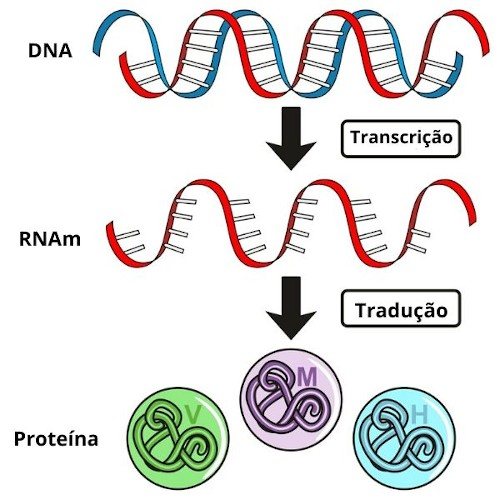 DNA
Transcrição
RNAm
Tradução
M
V
H
Proteína